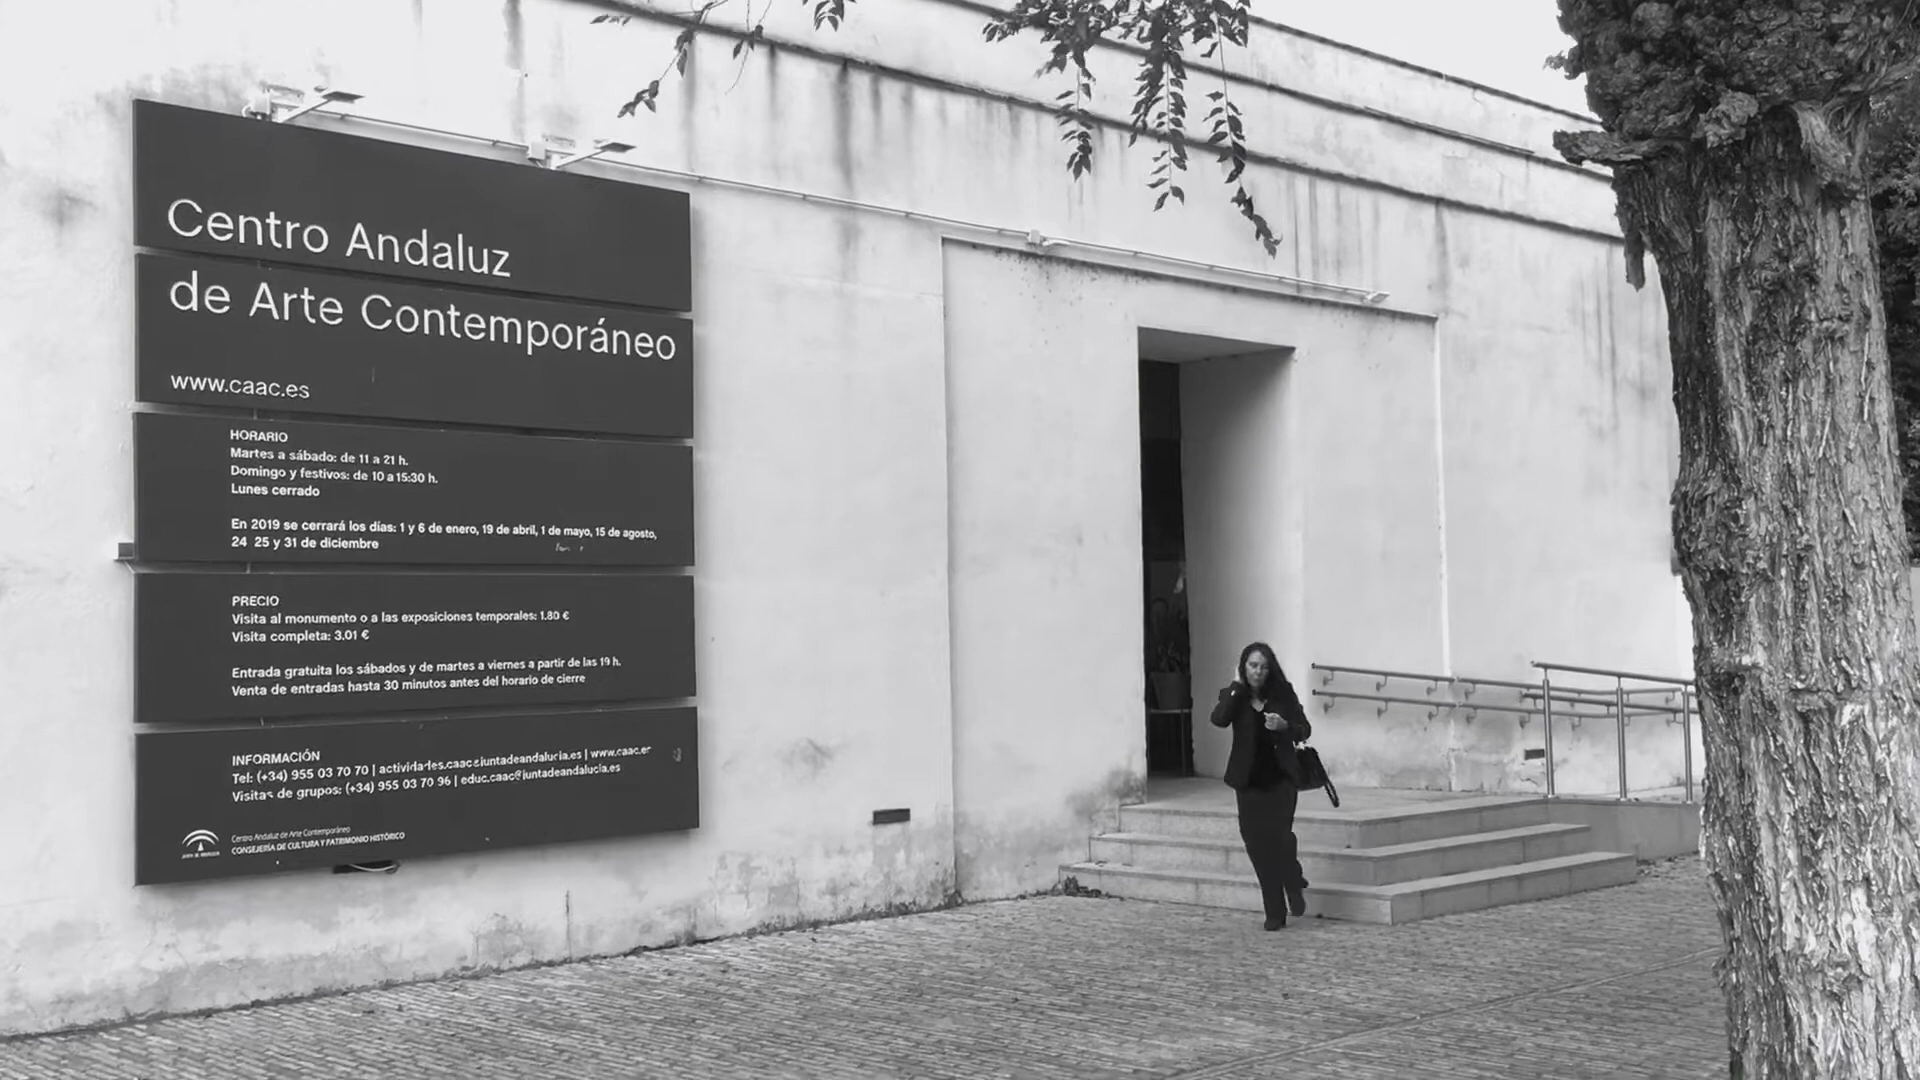 Centro Andaluz
de Arte Contemporáneo
www.caac.es
HORARIO
Martes a sábado: de 11 a 21 h.
Domingo y festivos: de 10 a 15:30 h.
Lunes cerrado
En 2019 se cerrará los días: 1 y 6 de enero, 19 de abril, 1 de mayo, 15 de agosto,
24 25 y 31 de diciembre
PRECIO
Visita al monumento o a las exposiciones temporales: 1.80 €
Visita completa: 3.01 €
Entrada gratuita los sábados y de martes a viernes a partir de las 19 h.
Venta de entradas hasta 30 minutos antes del horario de cierre
INFORMACIÓN
Tel: (+34) 955 03 70 70 | actividades.caac@juntadeandalucia.es | www.caac.es
Visitas de grupos: (+34) 955 03 70 96 | educ.caac@juntadeandalucia.es
Centro Andaluz de Arte Contemporáneo
CONSEJERÍA DE CULTURA Y PATRIMONIO HISTÓRICO